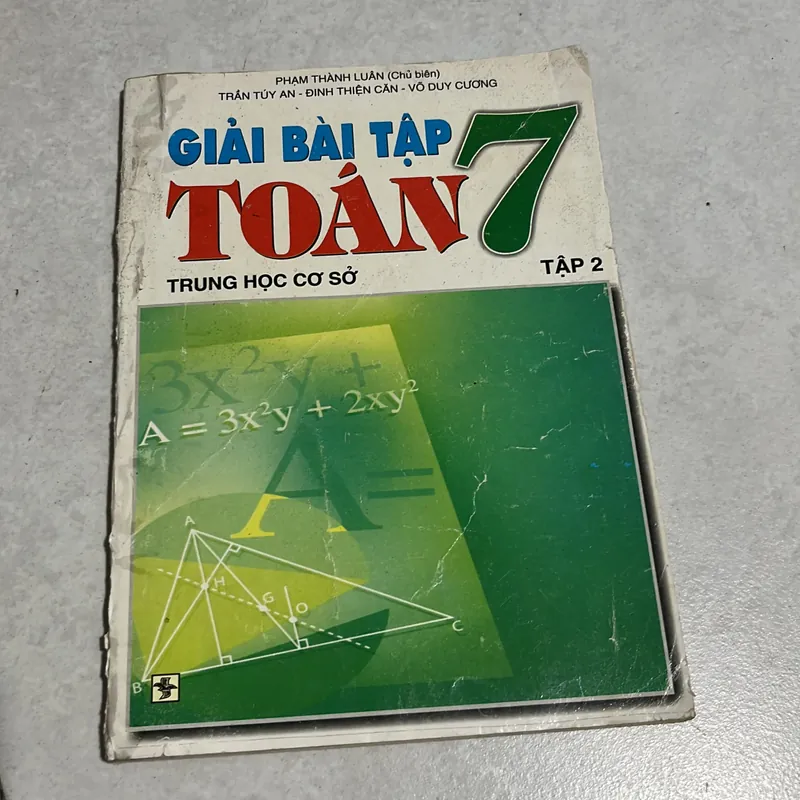 PHẠM THÀNH LUÂN (Chủ biên)
TRẦN TÚY AN - ĐINH THIỆN CĂN - VÕ DUY CƯƠNG
GIẢI BÀI TẬP
TOÁN 7
TRUNG HỌC CƠ SỞ
TẬP 2
3x²y +
A = 3x²y + 2xy²
A=
A
H
G
O
C
B